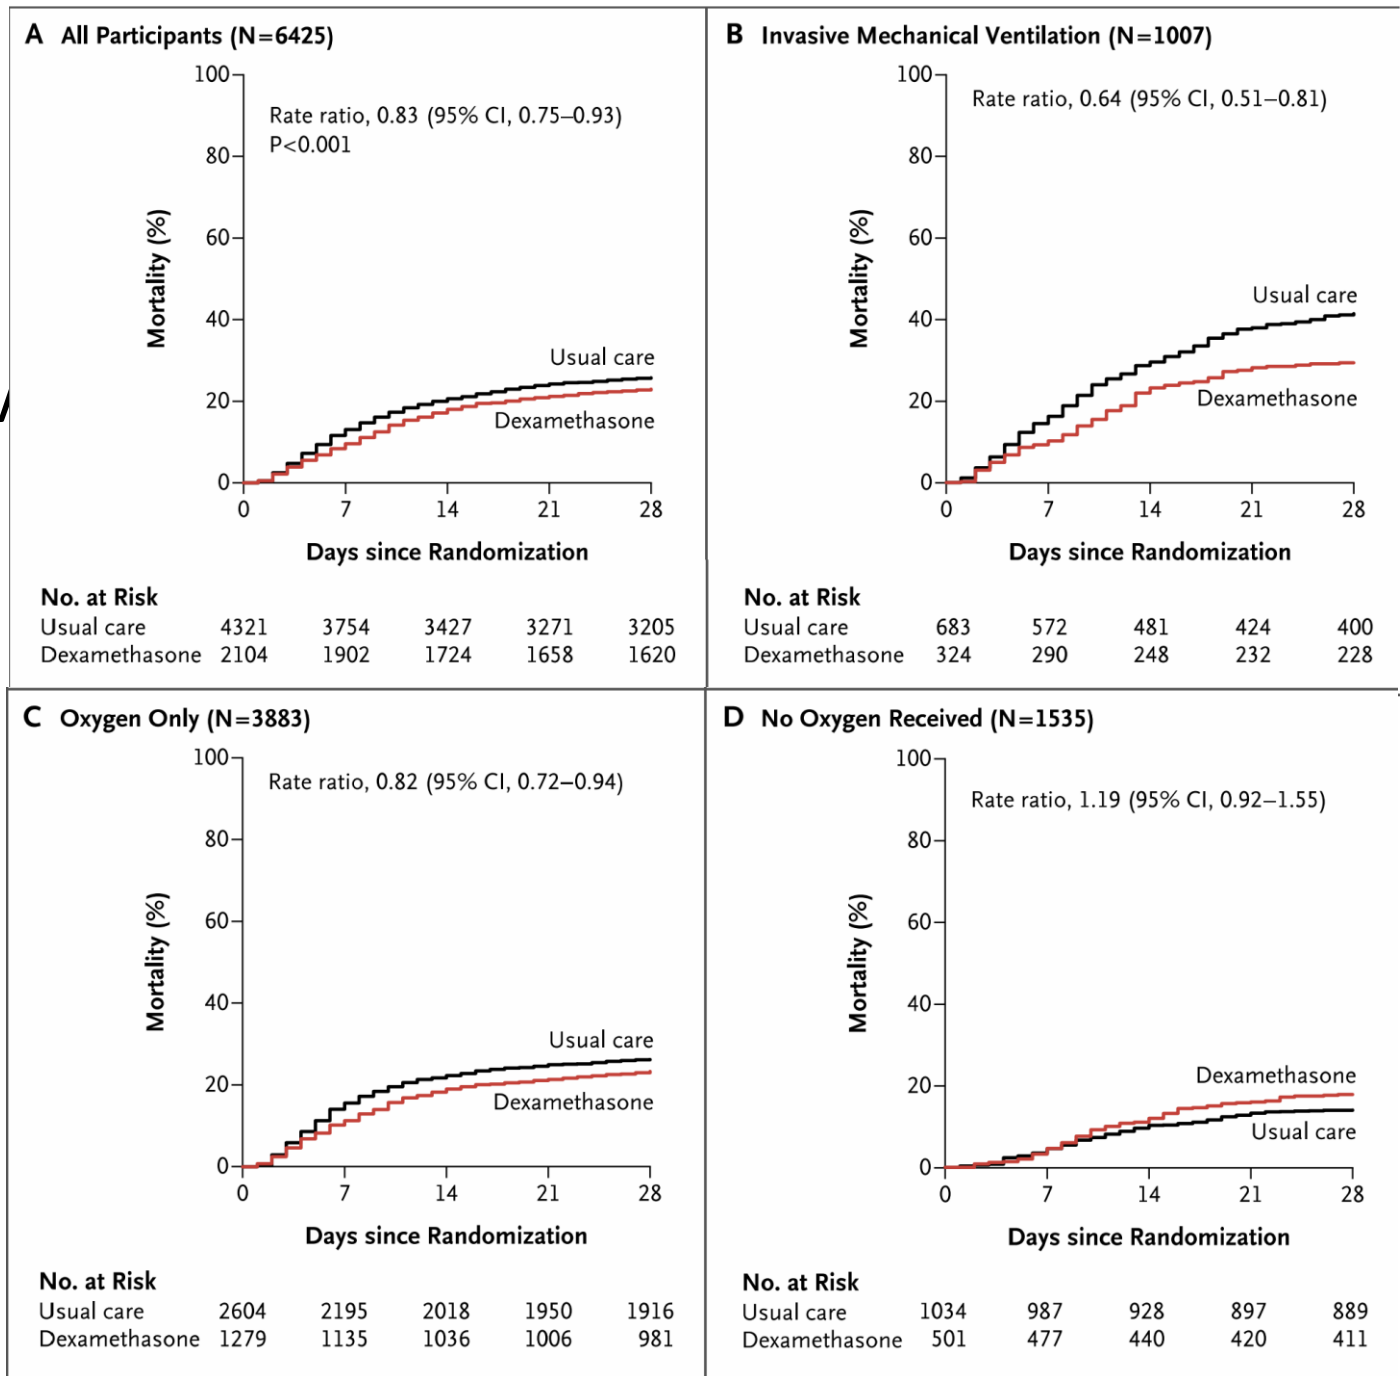 A All Participants (N=6425)
100
80
60
40
20
0
Mortality (%)
Rate ratio, 0.83 (95% CI, 0.75–0.93)
P<0.001
Usual care
Dexamethasone
0 7 14 21 28
Days since Randomization
No. at Risk
Usual care 4321 3754 3427 3271 3205
Dexamethasone 2104 1902 1724 1658 1620
B Invasive Mechanical Ventilation (N=1007)
100
80
60
40
20
0
Mortality (%)
Rate ratio, 0.64 (95% CI, 0.51–0.81)
Usual care
Dexamethasone
0 7 14 21 28
Days since Randomization
No. at Risk
Usual care 683 572 481 424 400
Dexamethasone 324 290 248 232 228
C Oxygen Only (N=3883)
100
80
60
40
20
0
Mortality (%)
Rate ratio, 0.82 (95% CI, 0.72–0.94)
Usual care
Dexamethasone
0 7 14 21 28
Days since Randomization
No. at Risk
Usual care 2604 2195 2018 1950 1916
Dexamethasone 1279 1135 1036 1006 981
D No Oxygen Received (N=1535)
100
80
60
40
20
0
Mortality (%)
Rate ratio, 1.19 (95% CI, 0.92–1.55)
Dexamethasone
Usual care
0 7 14 21 28
Days since Randomization
No. at Risk
Usual care 1034 987 928 897 889
Dexamethasone 501 477 440 420 411